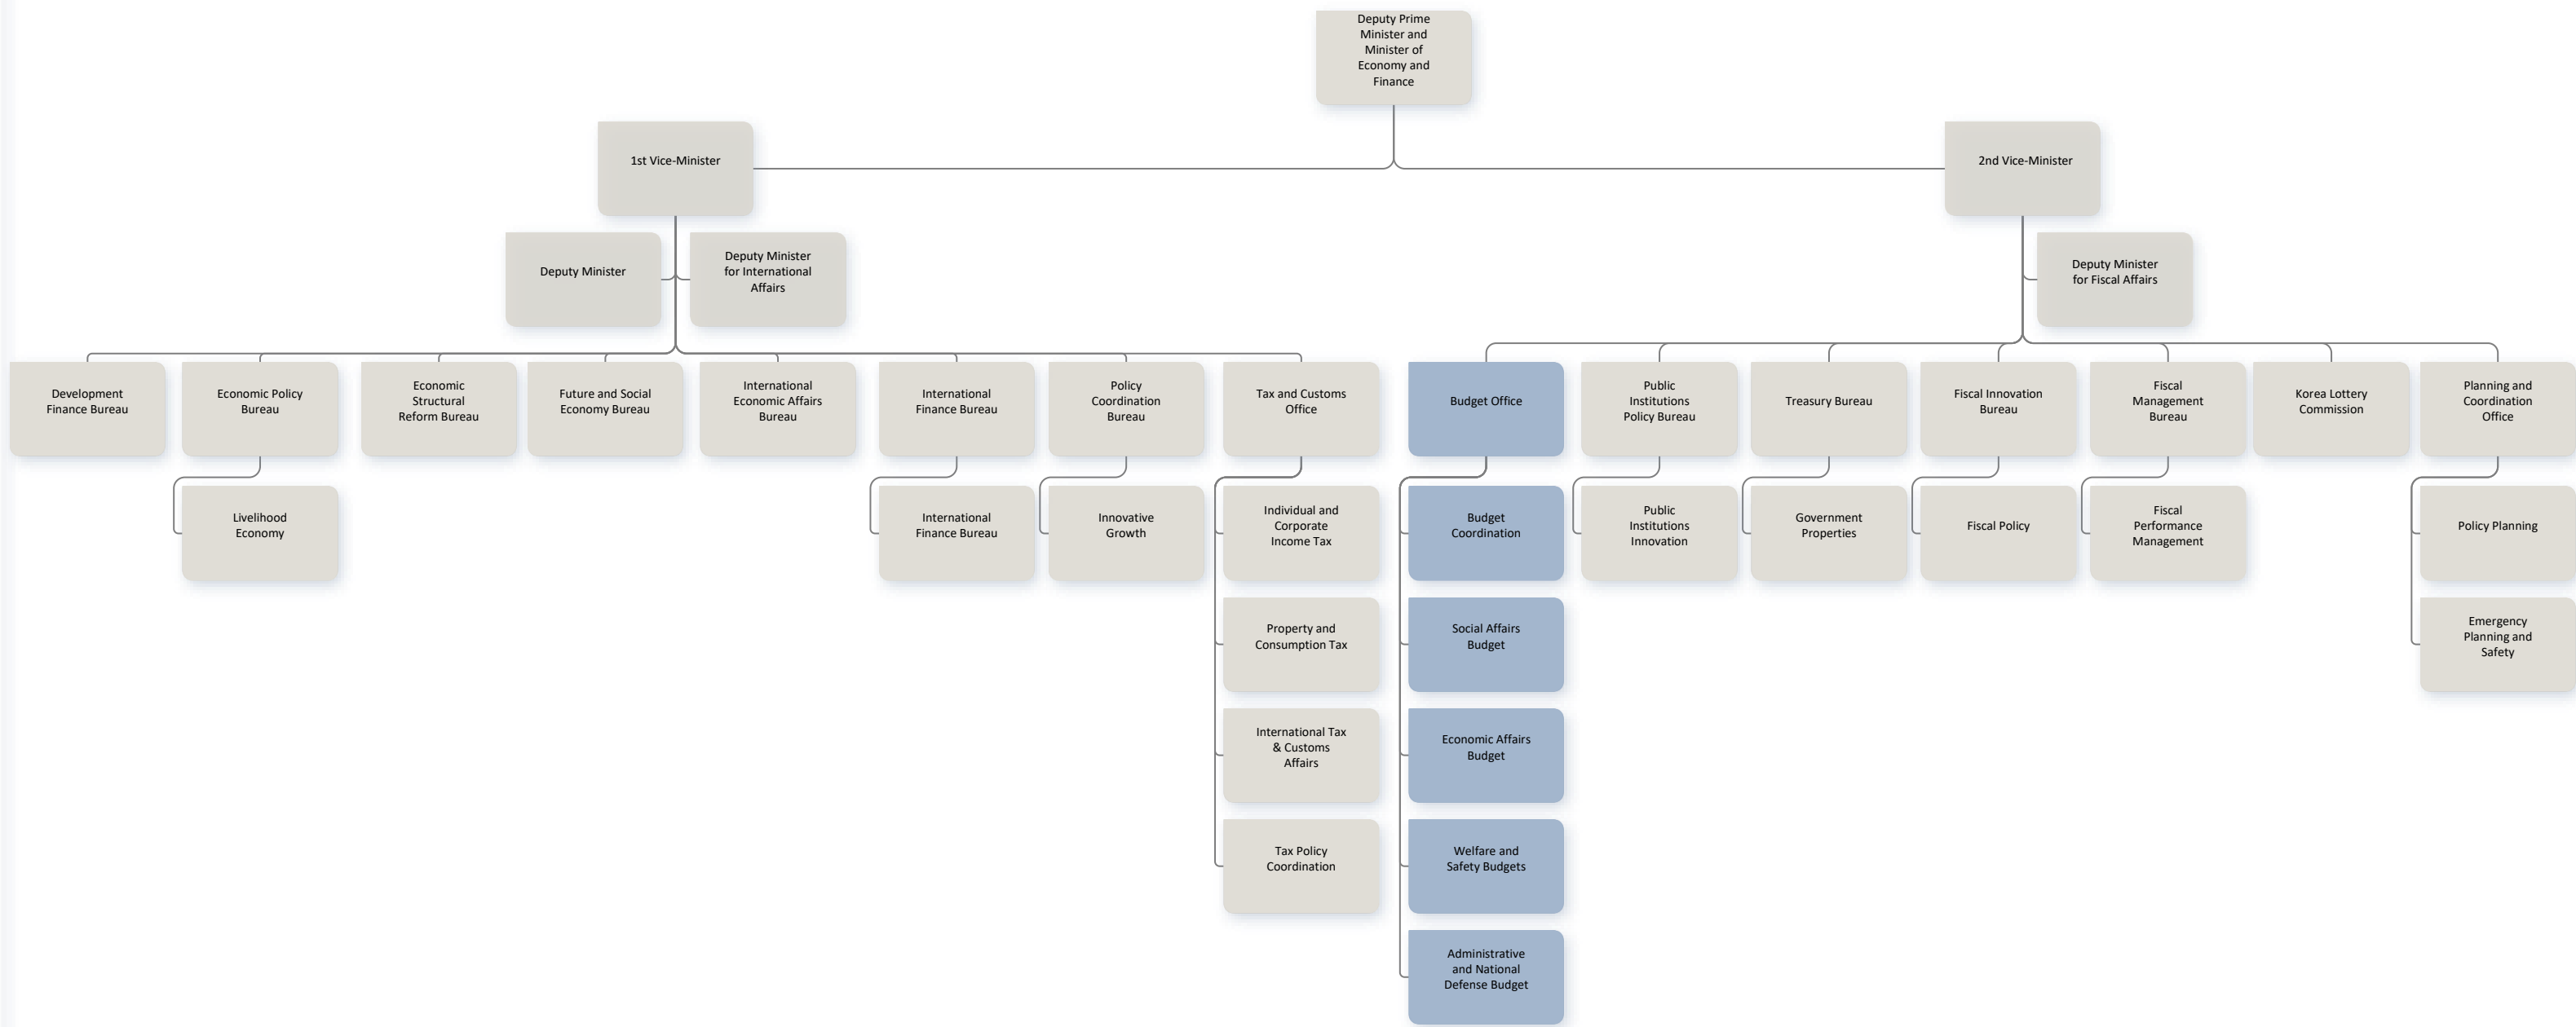 Deputy Prime
Minister and
Minister of
Economy and
Finance
1st Vice-Minister
2nd Vice-Minister
Deputy Minister
Deputy Minister
for International
Affairs
Deputy Minister
for Fiscal Affairs
Development
Finance Bureau
Economic Policy
Bureau
Economic
Structural
Reform Bureau
Future and Social
Economy Bureau
International
Economic Affairs
Bureau
International
Finance Bureau
Policy
Coordination
Bureau
Tax and Customs
Office
Budget Office
Public
Institutions
Policy Bureau
Treasury Bureau
Fiscal Innovation
Bureau
Fiscal
Management
Bureau
Korea Lottery
Commission
Planning and
Coordination
Office
Livelihood
Economy
International
Finance Bureau
Innovative
Growth
Individual and
Corporate
Income Tax
Budget
Coordination
Public
Institutions
Innovation
Government
Properties
Fiscal Policy
Fiscal
Performance
Management
Policy Planning
Property and
Consumption Tax
Social Affairs
Budget
Emergency
Planning and
Safety
International Tax
& Customs
Affairs
Economic Affairs
Budget
Tax Policy
Coordination
Welfare and
Safety Budgets
Administrative
and National
Defense Budget